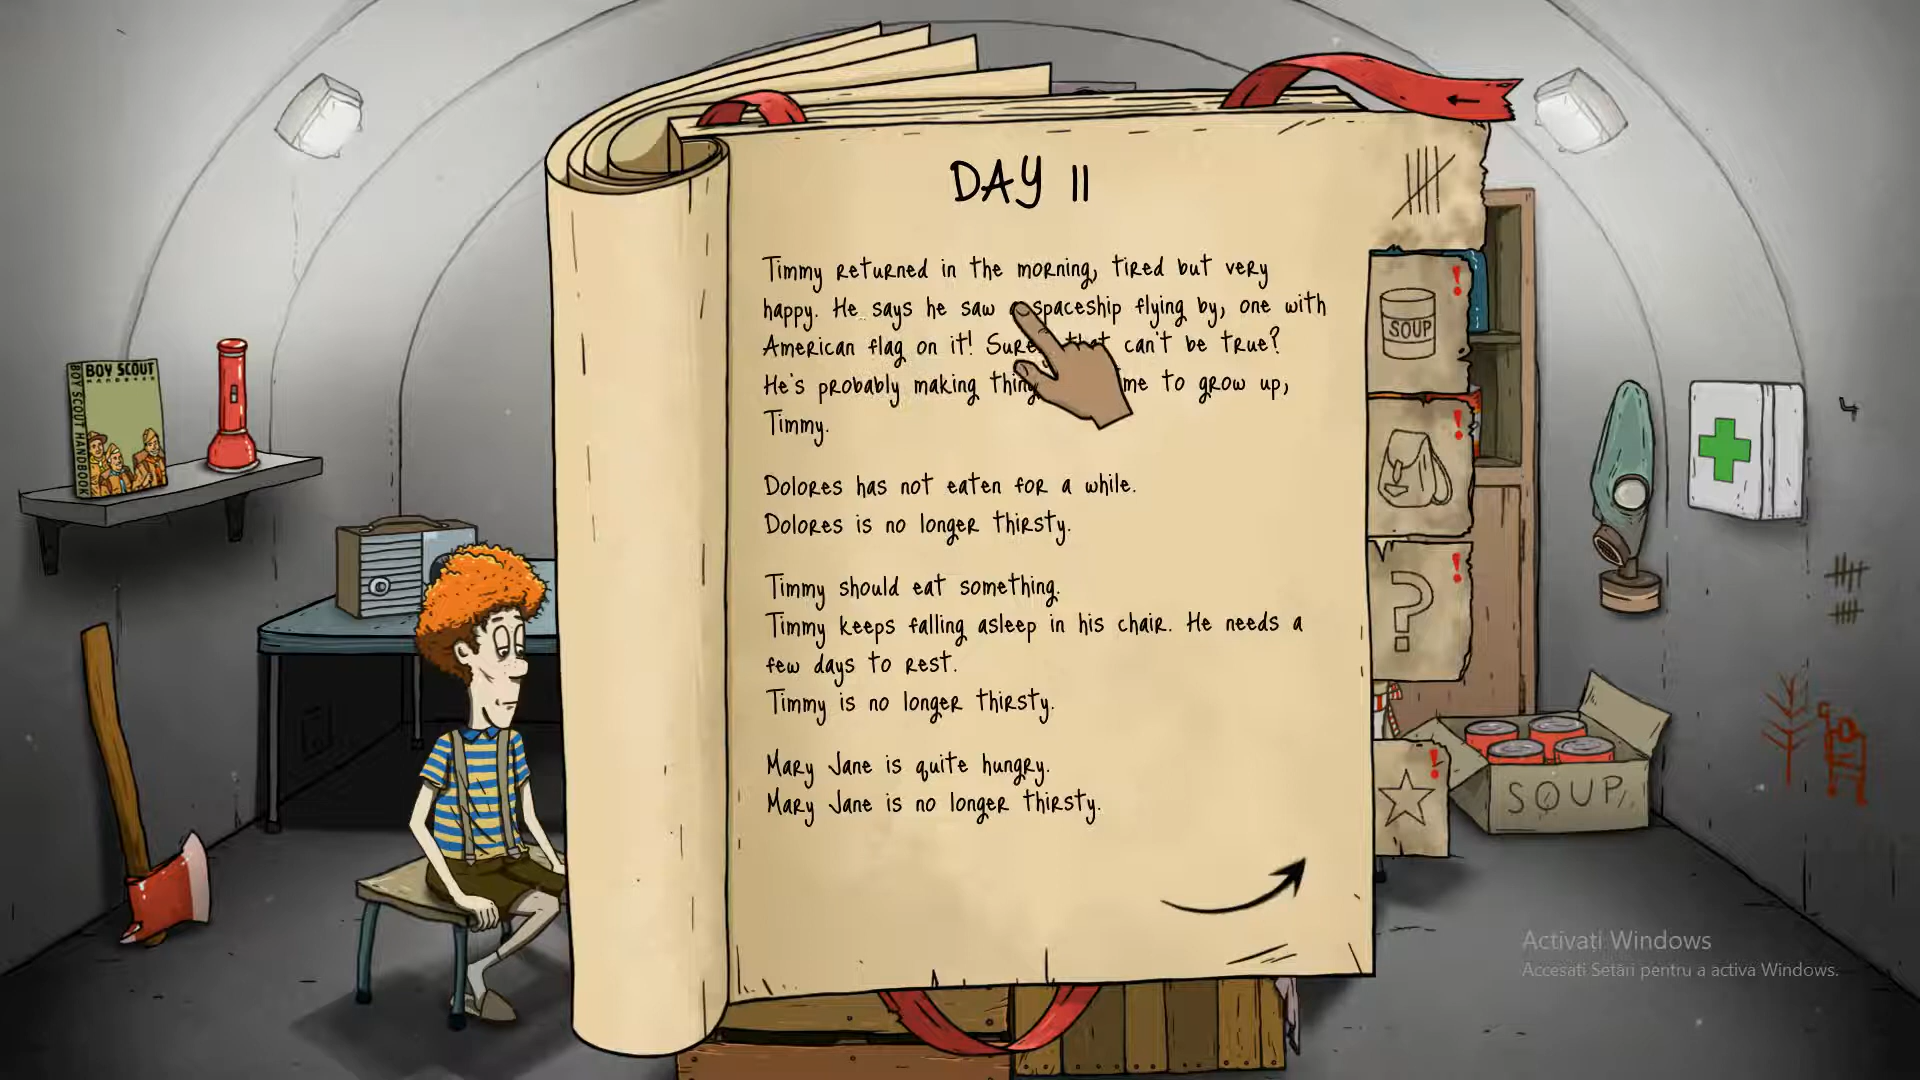 DAY 11
Timmy returned in the morning, tired but very
happy. He says he saw spaceship flying by, one with
American flag on it! can't be true?
He's probably making to grow up,
Timmy.
Dolores has not eaten for a while.
Dolores is no longer thirsty.
Timmy should eat something.
Timmy keeps falling asleep in his chair. He needs a
few days to rest.
Timmy is no longer thirsty.
Mary Jane is quite hungry.
Mary Jane is no longer thirsty.
SOUP
!
!
?
!
!
BOY SCOUT
HANDBOOK
BOY SCOUT HANDBOOK
SOUP
Activați Windows
Accesați Setări pentru a activa Windows.